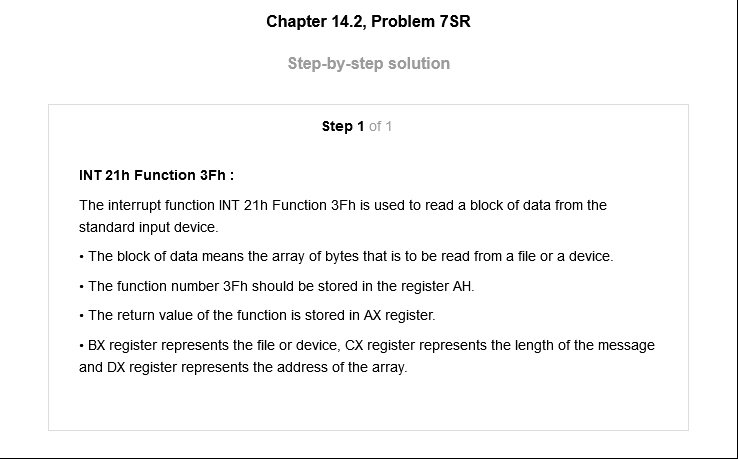 Chapter 14.2, Problem 7SR
Step-by-step solution
Step 1 of 1
INT 21h Function 3Fh :
The interrupt function INT 21h Function 3Fh is used to read a block of data from the
standard input device.
• The block of data means the array of bytes that is to be read from a file or a device.
• The function number 3Fh should be stored in the register AH.
• The return value of the function is stored in AX register.
• BX register represents the file or device, CX register represents the length of the message
and DX register represents the address of the array.